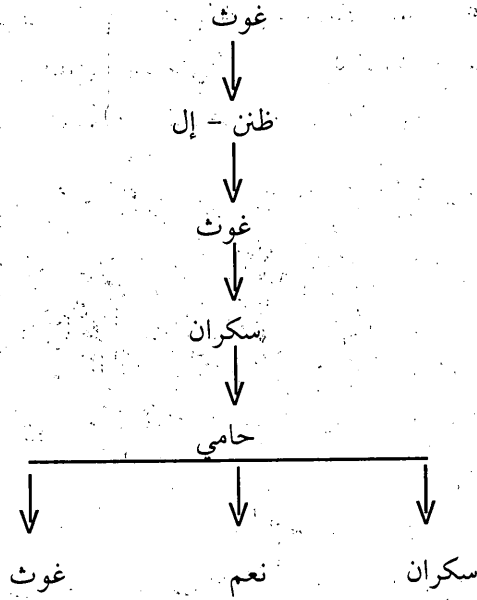 غوث
ظنن - إل
غوث
سكران
حامي
سكران نعم غوث